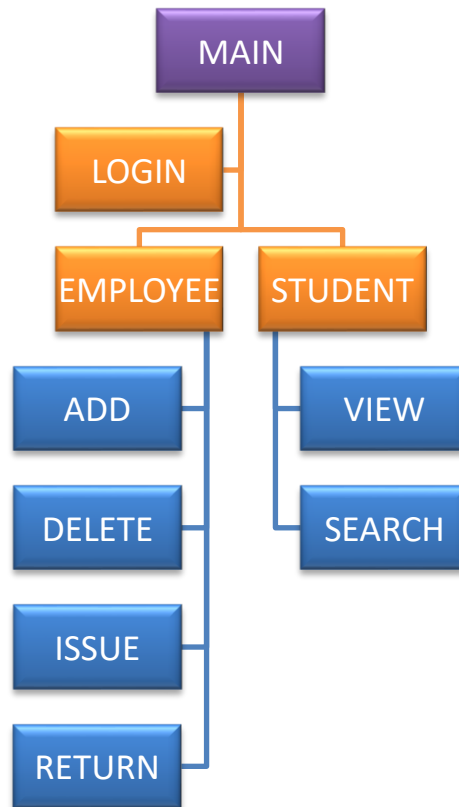 MAIN
LOGIN
EMPLOYEE
STUDENT
ADD
VIEW
DELETE
SEARCH
ISSUE
RETURN